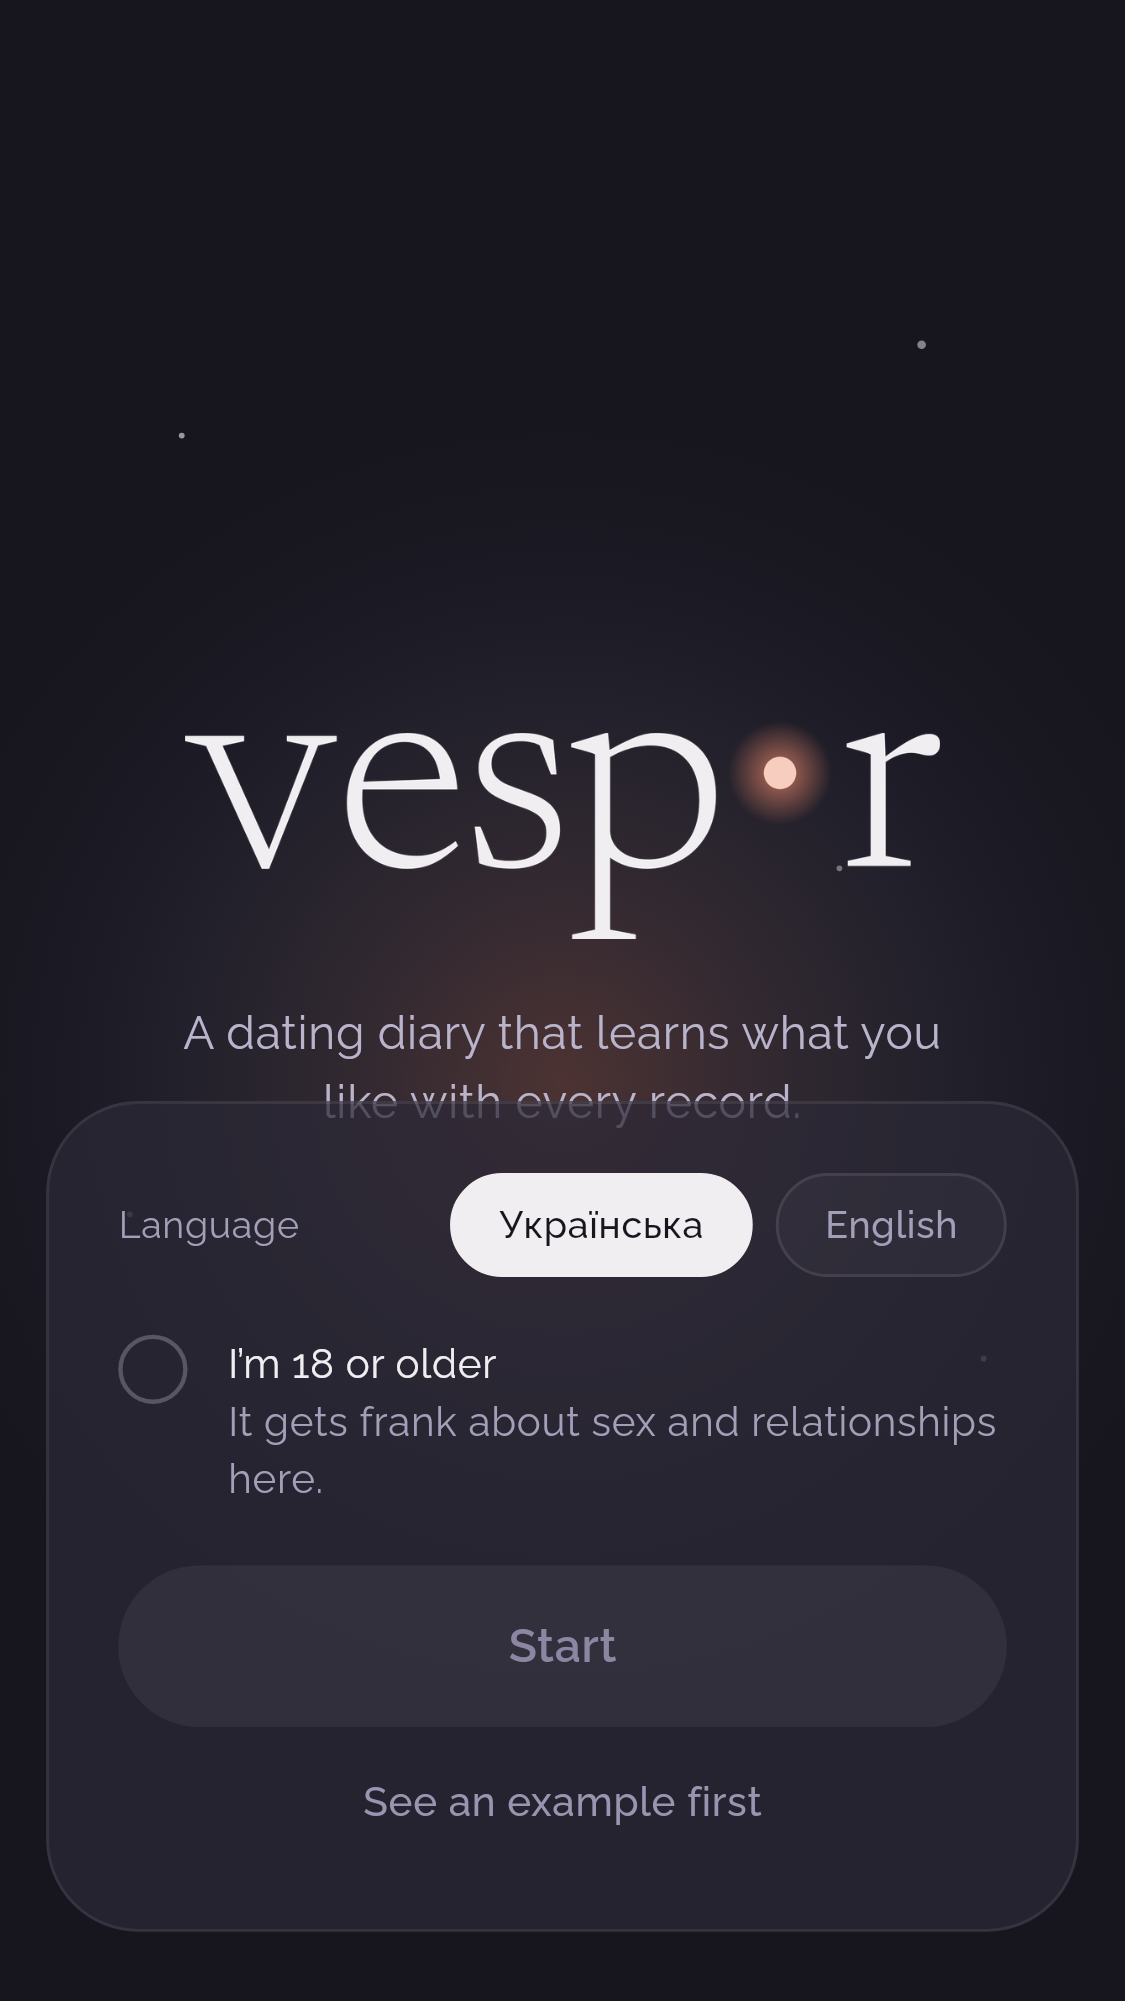 vesp•r
A dating diary that learns what you
like with every record.
Language
Українська
English
I’m 18 or older
It gets frank about sex and relationships
here.
Start
See an example first